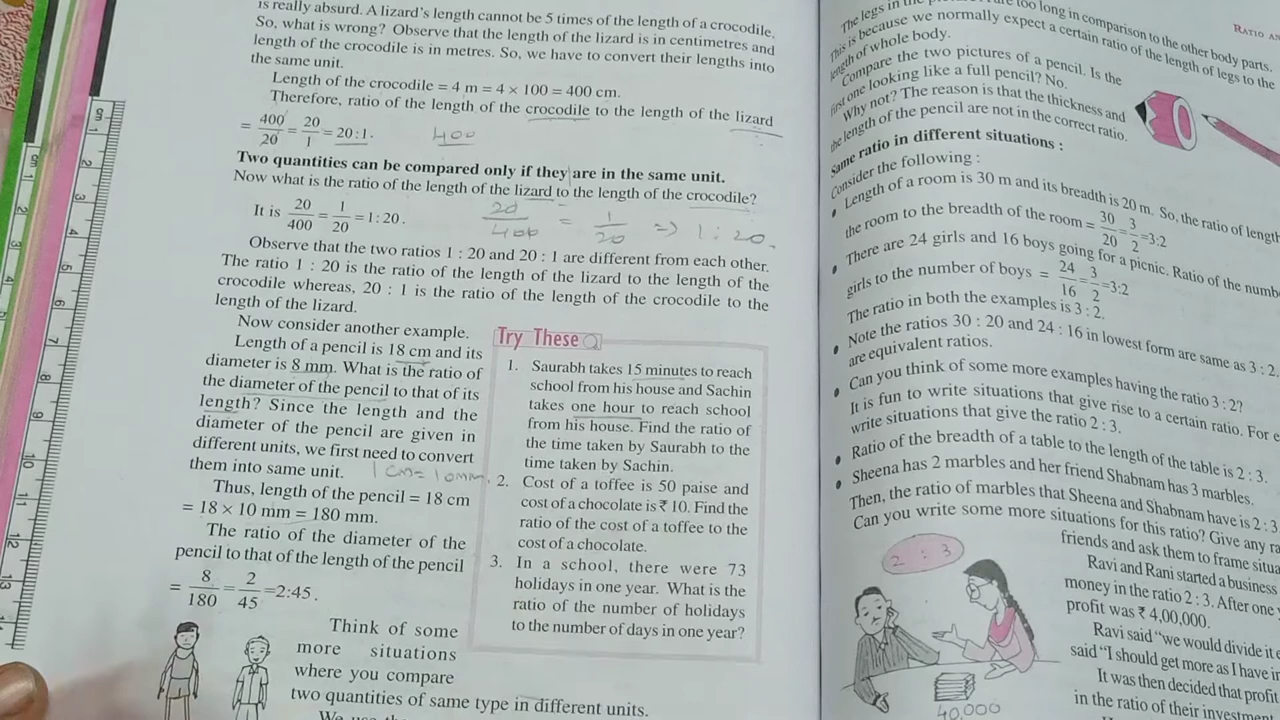 is really absurd. A lizard's length cannot be 5 times of the length of a crocodile.
So, what is wrong? Observe that the length of the lizard is in centimetres and
length of the crocodile is in metres. So, we have to convert their lengths into
the same unit.
Length of the crocodile = 4 m = 4 × 100 = 400 cm.
Therefore, ratio of the length of the crocodile to the length of the lizard
= 400/20 = 20/1 = 20 : 1. 400
Two quantities can be compared only if they are in the same unit.
Now what is the ratio of the length of the lizard to the length of the crocodile?
It is 20/400 = 1/20 = 1 : 20. 20/400 = 1/20 => 1 : 20.
Observe that the two ratios 1 : 20 and 20 : 1 are different from each other.
The ratio 1 : 20 is the ratio of the length of the lizard to the length of the
crocodile whereas, 20 : 1 is the ratio of the length of the crocodile to the
length of the lizard.
Now consider another example.
Length of a pencil is 18 cm and its
diameter is 8 mm. What is the ratio of
the diameter of the pencil to that of its
length? Since the length and the
diameter of the pencil are given in
different units, we first need to convert
them into same unit. 1 cm = 10 mm.
Thus, length of the pencil = 18 cm
= 18 × 10 mm = 180 mm.
The ratio of the diameter of the
pencil to that of the length of the pencil
= 8/180 = 2/45 = 2:45 .
Think of some
more situations
where you compare
two quantities of same type in different units.
Try These
1. Saurabh takes 15 minutes to reach
school from his house and Sachin
takes one hour to reach school
from his house. Find the ratio of
the time taken by Saurabh to the
time taken by Sachin.
2. Cost of a toffee is 50 paise and
cost of a chocolate is ₹ 10. Find the
ratio of the cost of a toffee to the
cost of a chocolate.
3. In a school, there were 73
holidays in one year. What is the
ratio of the number of holidays
to the number of days in one year?
cm 1 2 3 4 5 6 7 8 9 10 11 12 13
RATIO AN
The legs in the too long in comparison to the other body parts.
This is because we normally expect a certain ratio of the length of legs to the
length of whole body.
Compare the two pictures of a pencil. Is the
first one looking like a full pencil? No.
Why not? The reason is that the thickness and
the length of the pencil are not in the correct ratio.
Same ratio in different situations :
Consider the following :
• Length of a room is 30 m and its breadth is 20 m. So, the ratio of length
the room to the breadth of the room = 30/20 = 3/2 = 3:2
• There are 24 girls and 16 boys going for a picnic. Ratio of the numb
girls to the number of boys = 24/16 = 3/2 = 3:2
The ratio in both the examples is 3 : 2.
• Note the ratios 30 : 20 and 24 : 16 in lowest form are same as 3 : 2.
are equivalent ratios.
• Can you think of some more examples having the ratio 3 : 2?
It is fun to write situations that give rise to a certain ratio. For e
write situations that give the ratio 2 : 3.
• Ratio of the breadth of a table to the length of the table is 2 : 3.
• Sheena has 2 marbles and her friend Shabnam has 3 marbles.
Then, the ratio of marbles that Sheena and Shabnam have is 2 : 3
Can you write some more situations for this ratio? Give any ra
friends and ask them to frame situa
Ravi and Rani started a business
money in the ratio 2 : 3. After one
profit was ₹ 4,00,000.
Ravi said "we would divide it e
said "I should get more as I have in
It was then decided that profit
in the ratio of their investmen
2 : 3
40,000